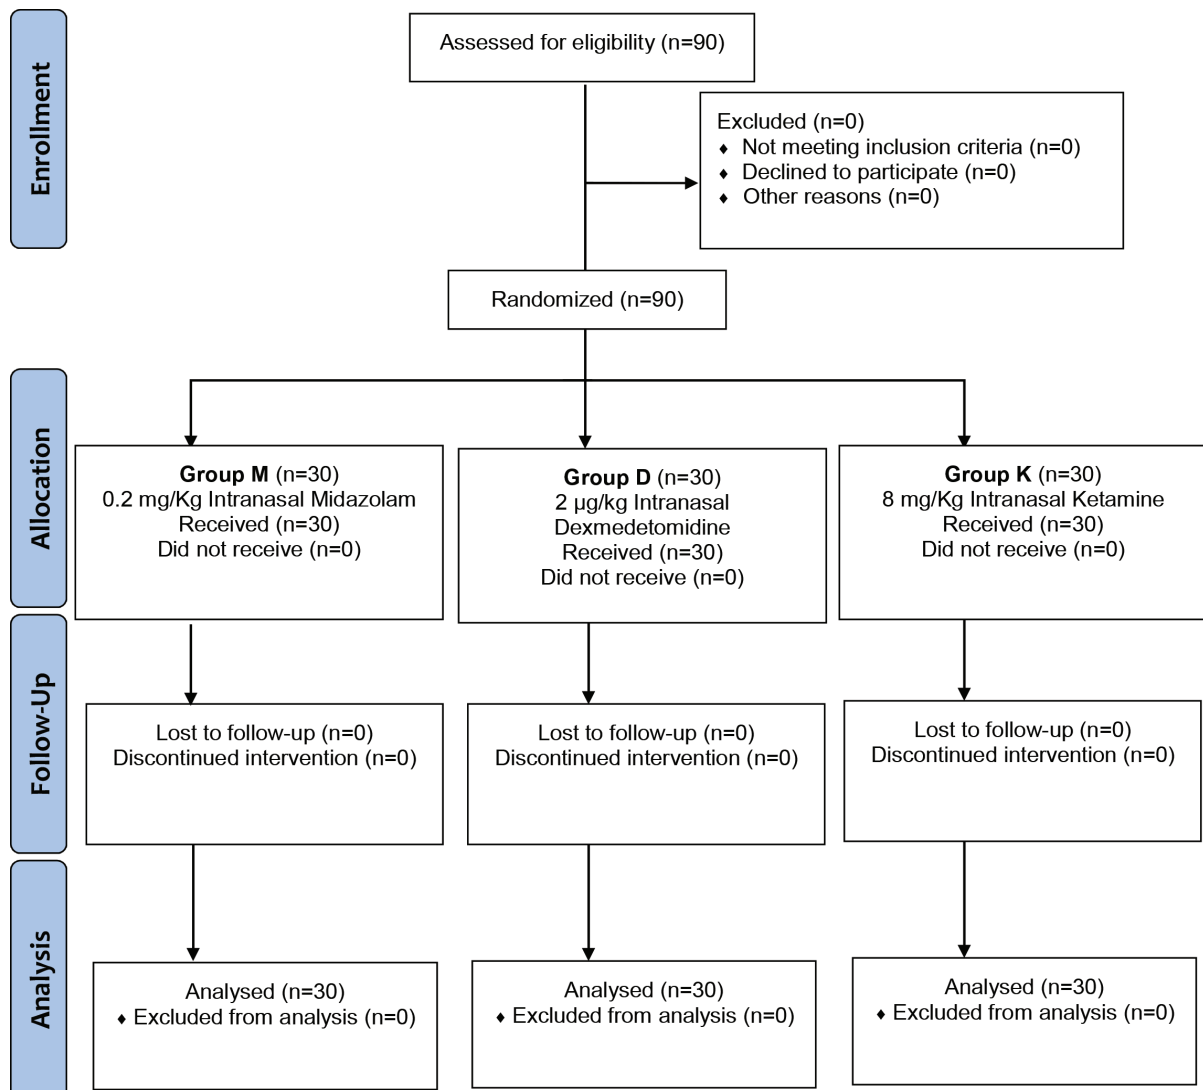 Enrollment
Assessed for eligibility (n=90)
Excluded (n=0)
♦ Not meeting inclusion criteria (n=0)
♦ Declined to participate (n=0)
♦ Other reasons (n=0)
Randomized (n=90)
Allocation
Group M (n=30)
0.2 mg/Kg Intranasal Midazolam
Received (n=30)
Did not receive (n=0)
Group D (n=30)
2 µg/kg Intranasal
Dexmedetomidine
Received (n=30)
Did not receive (n=0)
Group K (n=30)
8 mg/Kg Intranasal Ketamine
Received (n=30)
Did not receive (n=0)
Follow-Up
Lost to follow-up (n=0)
Discontinued intervention (n=0)
Lost to follow-up (n=0)
Discontinued intervention (n=0)
Lost to follow-up (n=0)
Discontinued intervention (n=0)
Analysis
Analysed (n=30)
♦ Excluded from analysis (n=0)
Analysed (n=30)
♦ Excluded from analysis (n=0)
Analysed (n=30)
♦ Excluded from analysis (n=0)